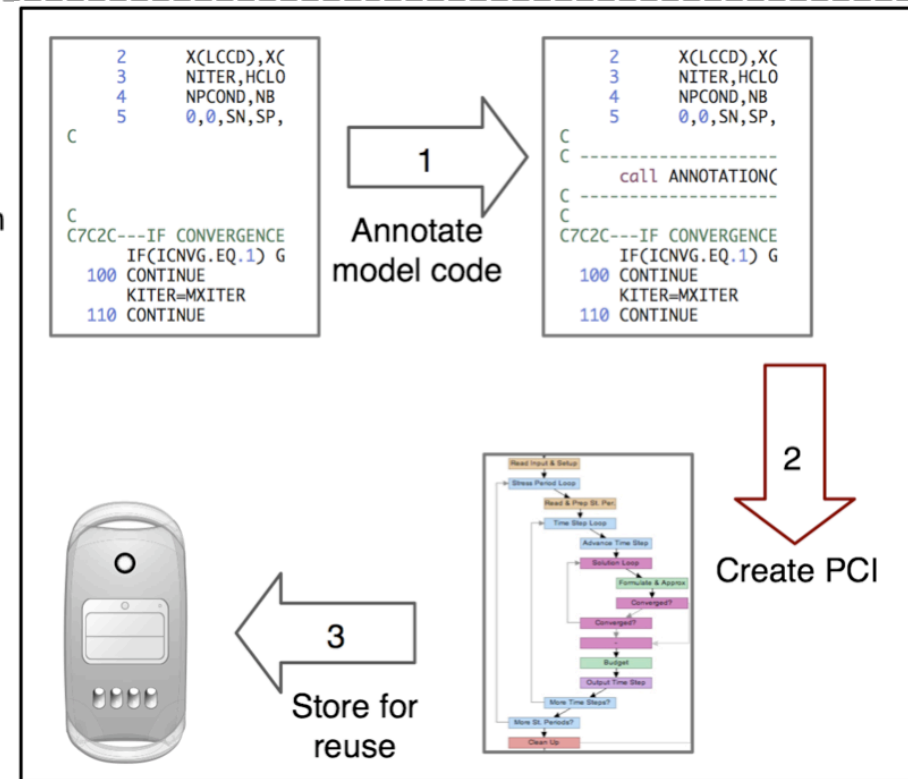 2 X(LCCD),X(
3 NITER,HCLO
4 NPCOND,NB
5 0,0,SN,SP,
C
C
C7C2C---IF CONVERGENCE
IF(ICNVG.EQ.1) G
100 CONTINUE
KITER=MXITER
110 CONTINUE
1
Annotate
model code
2 X(LCCD),X(
3 NITER,HCLO
4 NPCOND,NB
5 0,0,SN,SP,
C
C --------------------
call ANNOTATION(
C --------------------
C
C7C2C---IF CONVERGENCE
IF(ICNVG.EQ.1) G
100 CONTINUE
KITER=MXITER
110 CONTINUE
2
Create PCI
Read Input & Setup
Stress Period Loop
Read & Prep St. Per.
Time Step Loop
Advance Time Step
Solution Loop
Formulate & Approx
Converged?
Converged?
Budget
Output Time Step
More Time Steps?
More St. Periods?
Clean Up
3
Store for
reuse